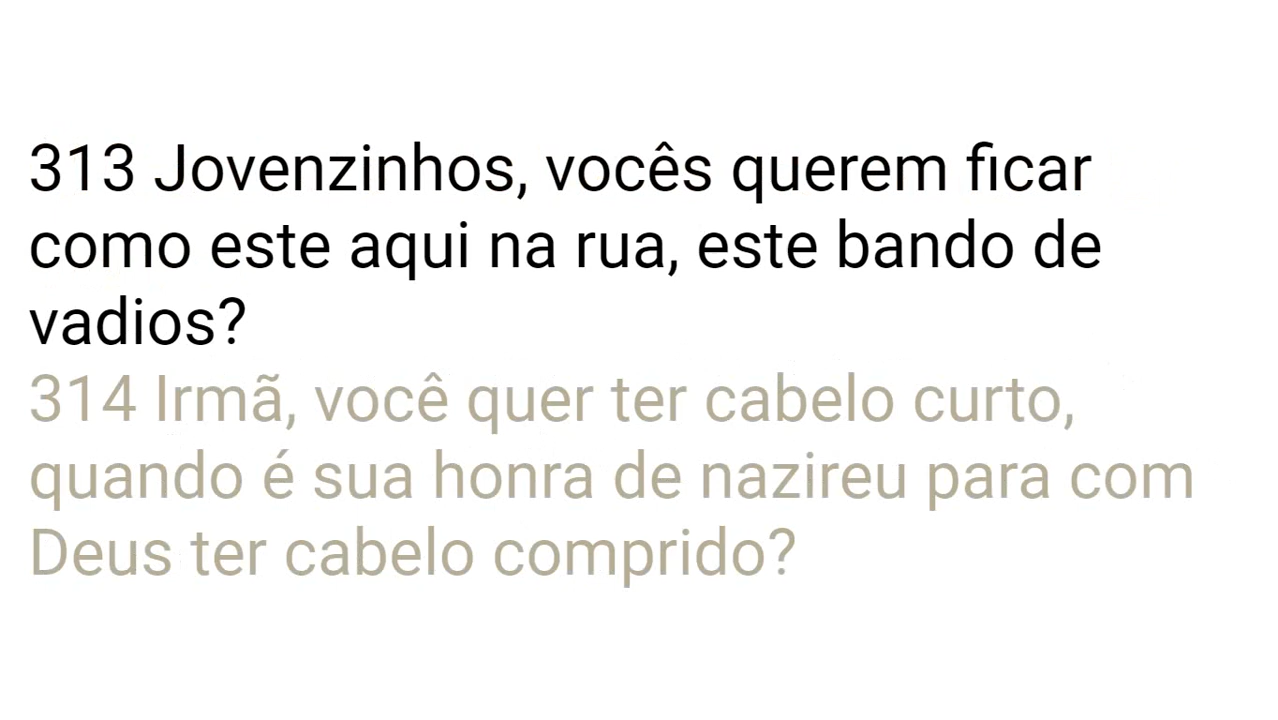 313 Jovenzinhos, vocês querem ficar
como este aqui na rua, este bando de
vadios?
314 Irmã, você quer ter cabelo curto,
quando é sua honra de nazireu para com
Deus ter cabelo comprido?